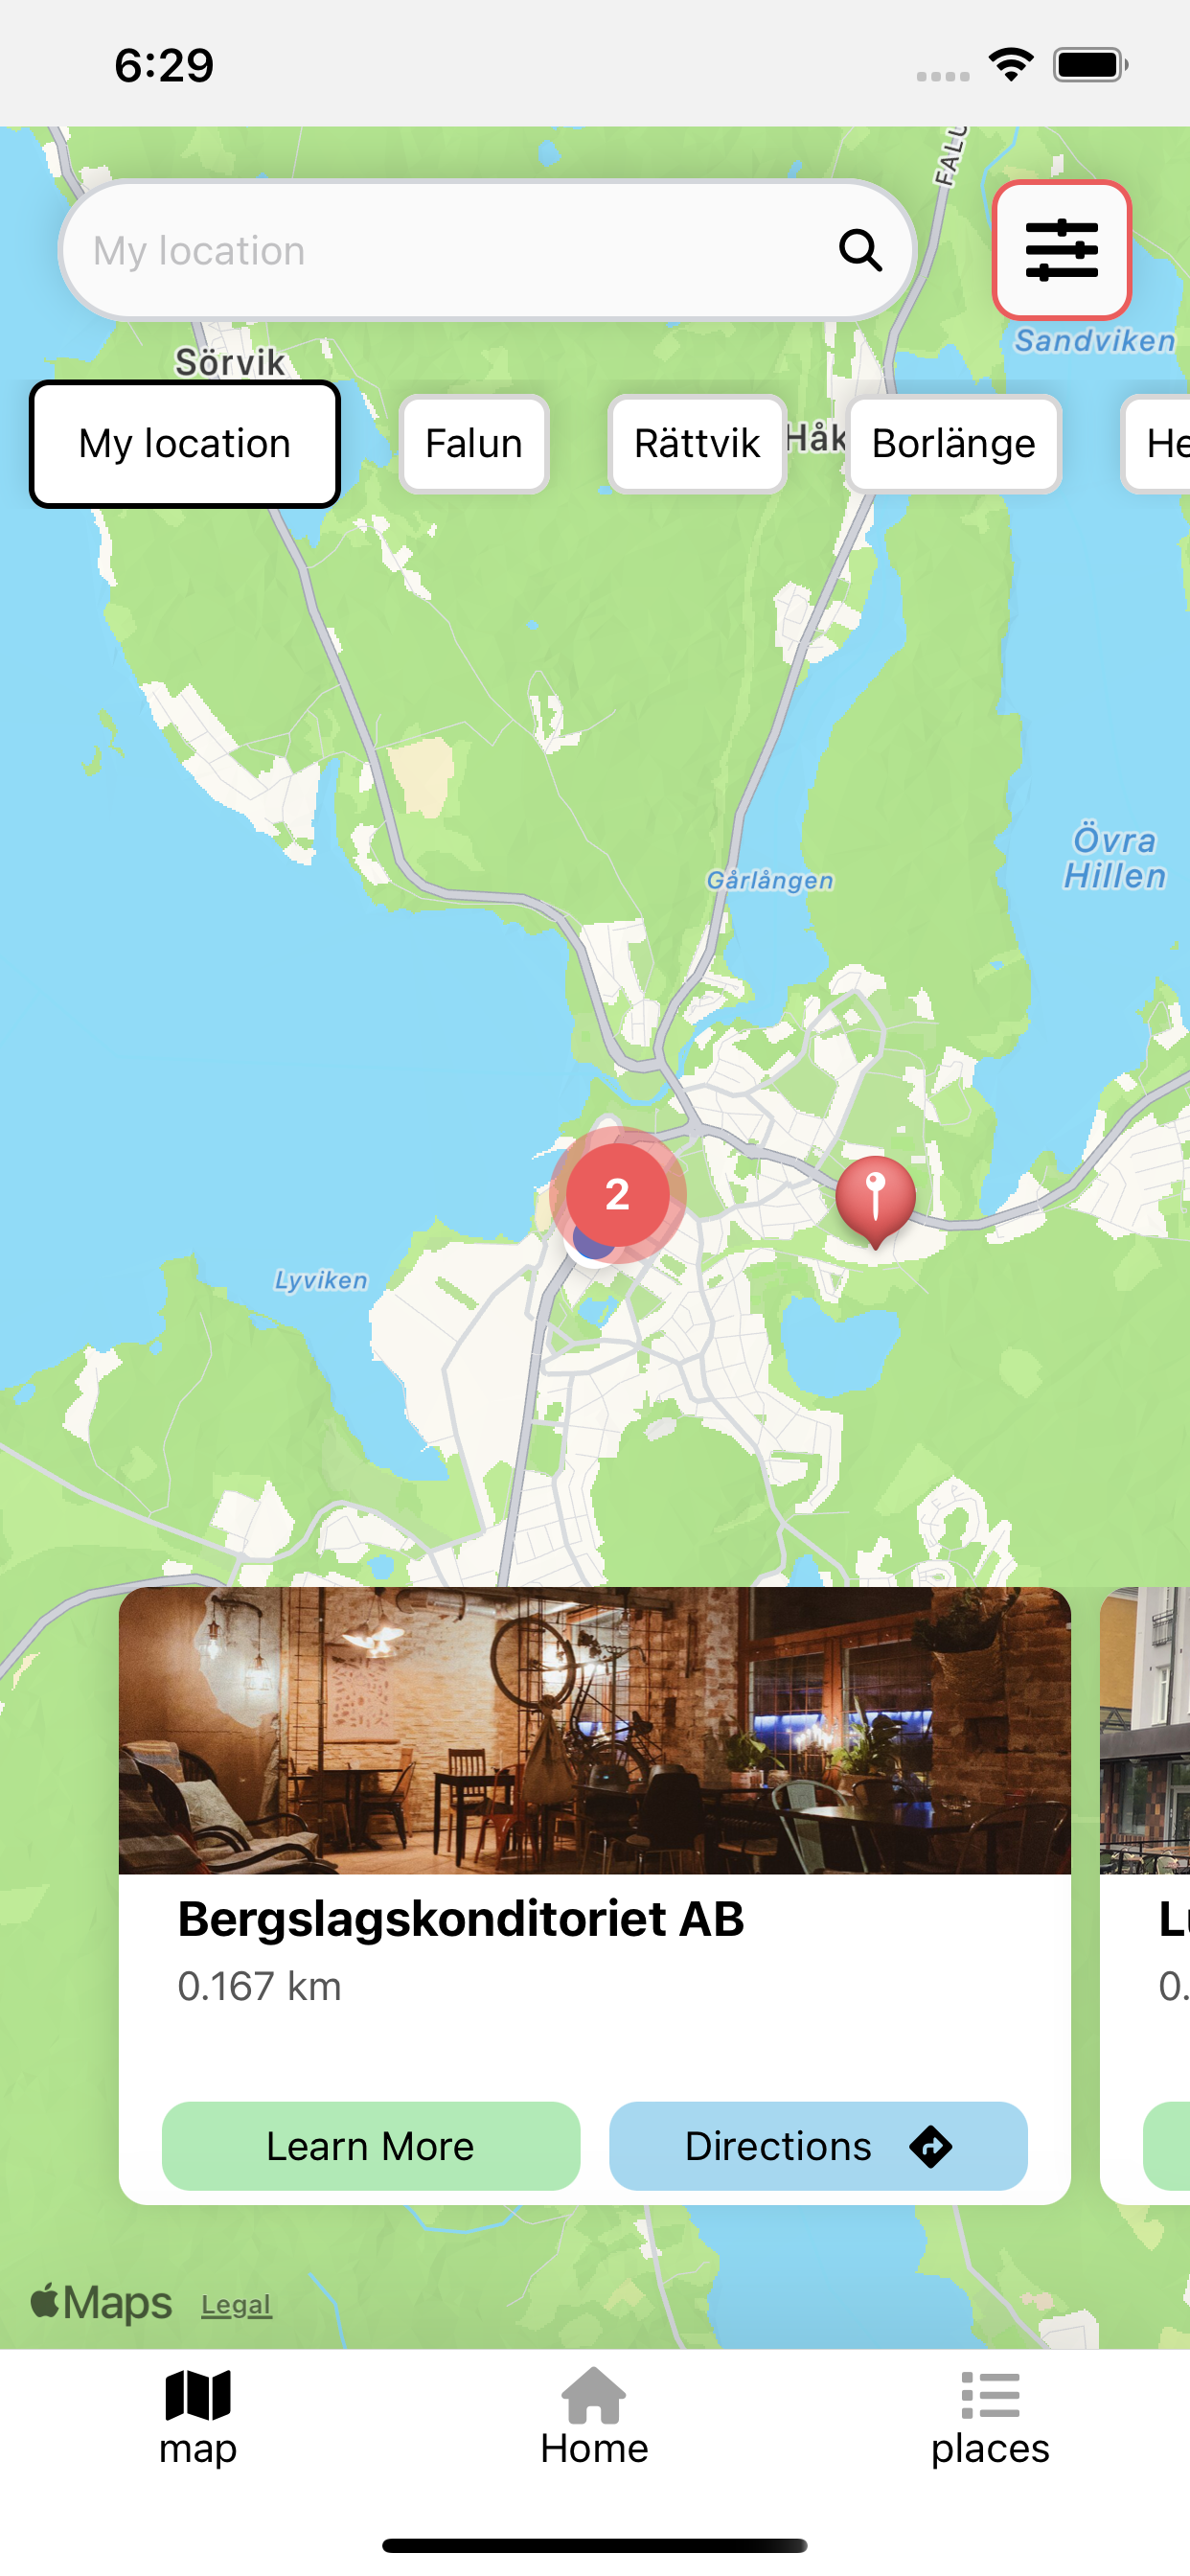 6:29
FALU
My location
Sandviken
Sörvik
My location
Falun
Rättvik
Håk
Borlänge
He
Övra
Hillen
Gårlången
2
Lyviken
Bergslagskonditoriet AB
0.167 km
Learn More
Directions
L
0.
Maps
Legal
map
Home
places